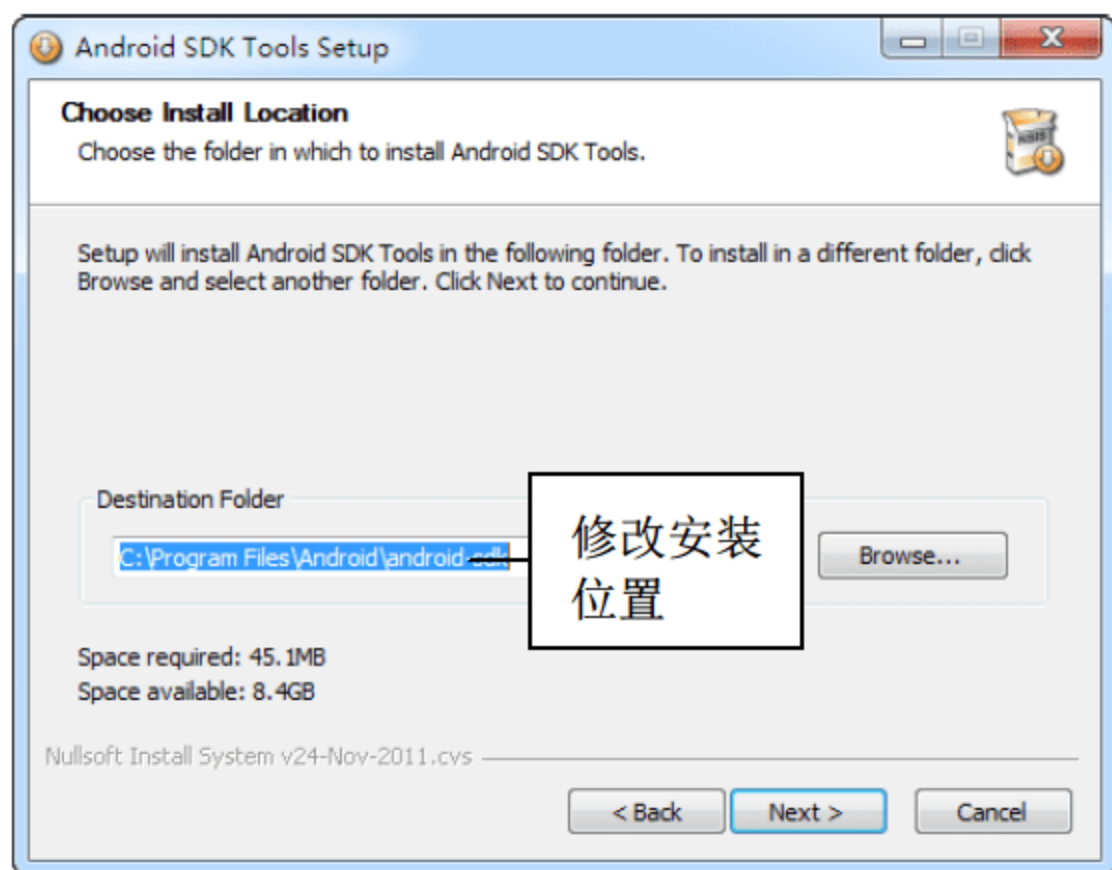 Android SDK Tools Setup
Choose Install Location
Choose the folder in which to install Android SDK Tools.
NSIS
Setup will install Android SDK Tools in the following folder. To install in a different folder, click
Browse and select another folder. Click Next to continue.
Destination Folder
C:\Program Files\Android\android-sdk
修改安装
位置
Browse...
Space required: 45.1MB
Space available: 8.4GB
Nullsoft Install System v24-Nov-2011.cvs
< Back
Next >
Cancel